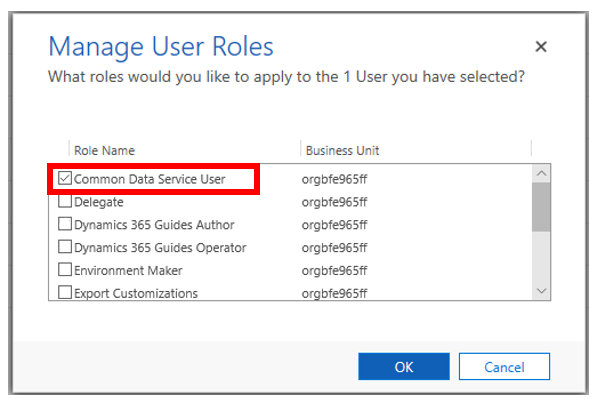 Manage User Roles
What roles would you like to apply to the 1 User you have selected?
Role Name Business Unit
Common Data Service User orgbfe965ff
Delegate orgbfe965ff
Dynamics 365 Guides Author orgbfe965ff
Dynamics 365 Guides Operator orgbfe965ff
Environment Maker orgbfe965ff
Export Customizations orgbfe965ff
OK Cancel